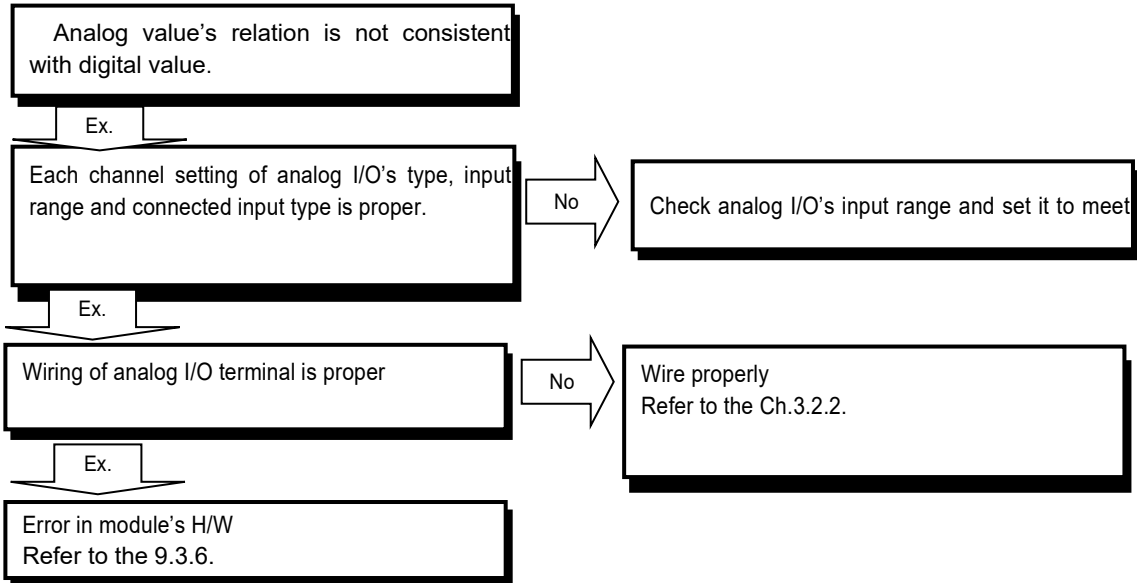 Analog value's relation is not consistent
with digital value.
Ex.
Each channel setting of analog I/O's type, input
range and connected input type is proper.
No
Check analog I/O's input range and set it to meet
Ex.
Wiring of analog I/O terminal is proper
No
Wire properly
Refer to the Ch.3.2.2.
Ex.
Error in module's H/W
Refer to the 9.3.6.